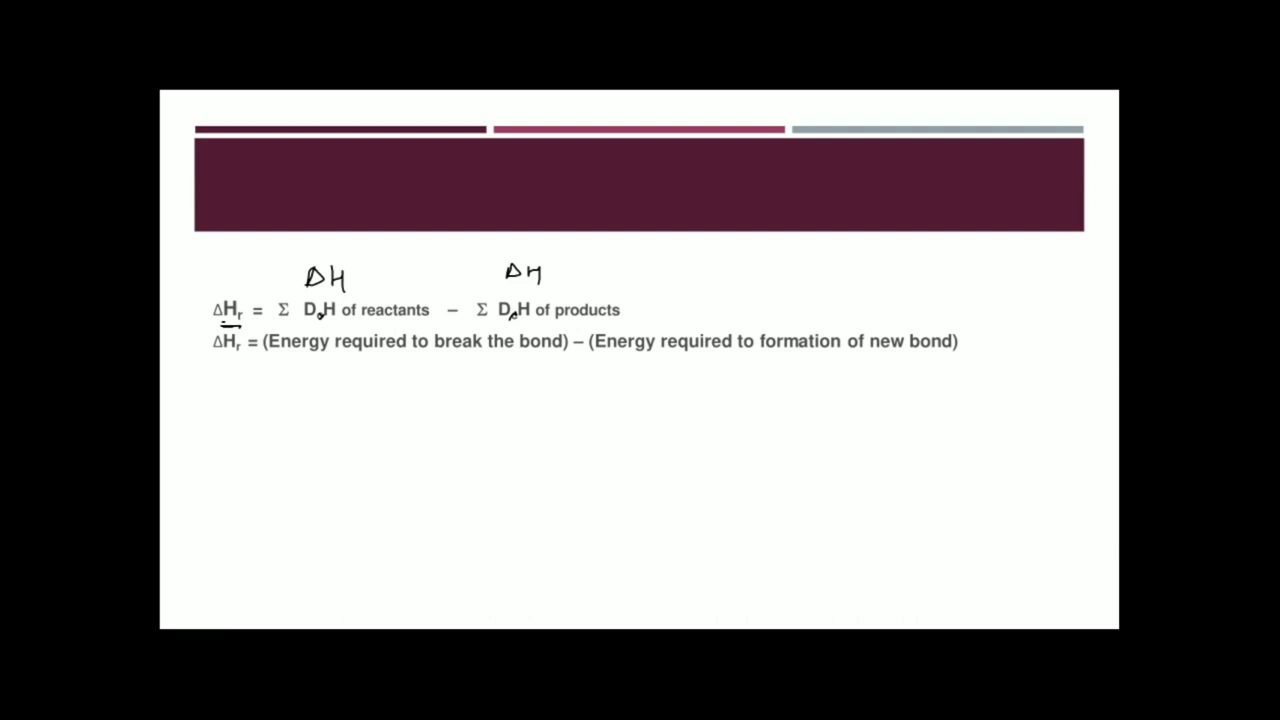 ΔH ΔH
ΔHr = Σ DₒH of reactants – Σ DₒH of products
ΔHr = (Energy required to break the bond) – (Energy required to formation of new bond)